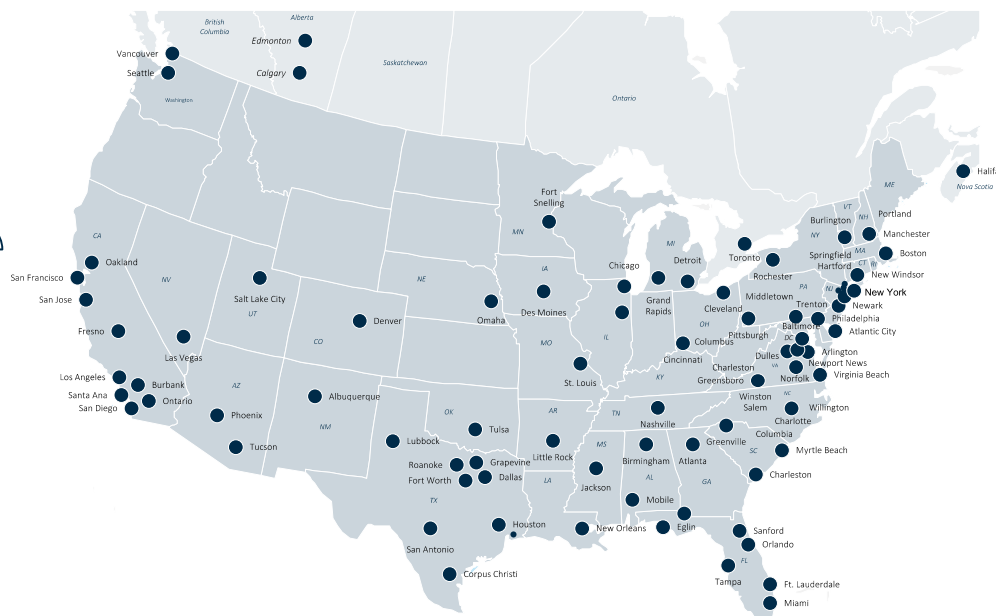 British
Columbia
Alberta
Edmonton
Vancouver
Saskatchewan
Seattle
Calgary
Washington
Ontario
Halif
Nova Scotia
ME
Fort
Snelling
VT
NH
Portland
Burlington
MN
CA
NY
Manchester
MI
MA
Boston
Oakland
Toronto
Springfield
Chicago
Detroit
Hartford
CT
RI
IA
San Francisco
NV
NE
Rochester
New Windsor
PA
NJ
New York
San Jose
Salt Lake City
UT
Omaha
Des Moines
Grand
Rapids
Cleveland
Middletown
Trenton
Newark
Denver
OH
Philadelphia
Fresno
CO
MO
IL
Columbus
Pittsburgh
Baltimore
DC
Atlantic City
Las Vegas
Cincinnati
Dulles
Arlington
Newport News
Los Angeles
Burbank
St. Louis
KY
Charleston
VA
Greensboro
Norfolk
Virginia Beach
AZ
Santa Ana
Ontario
Albuquerque
Winston
Salem
NC
San Diego
Phoenix
NM
OK
AR
TN
Nashville
Willington
Charlotte
Tulsa
Columbia
Tucson
Lubbock
Little Rock
MS
Greenville
SC
Myrtle Beach
Roanoke
Grapevine
Birmingham
Atlanta
Fort Worth
Dallas
LA
Jackson
AL
GA
Charleston
TX
Mobile
Houston
New Orleans
Eglin
Sanford
San Antonio
Orlando
FL
Corpus Christi
Tampa
Ft. Lauderdale
Miami